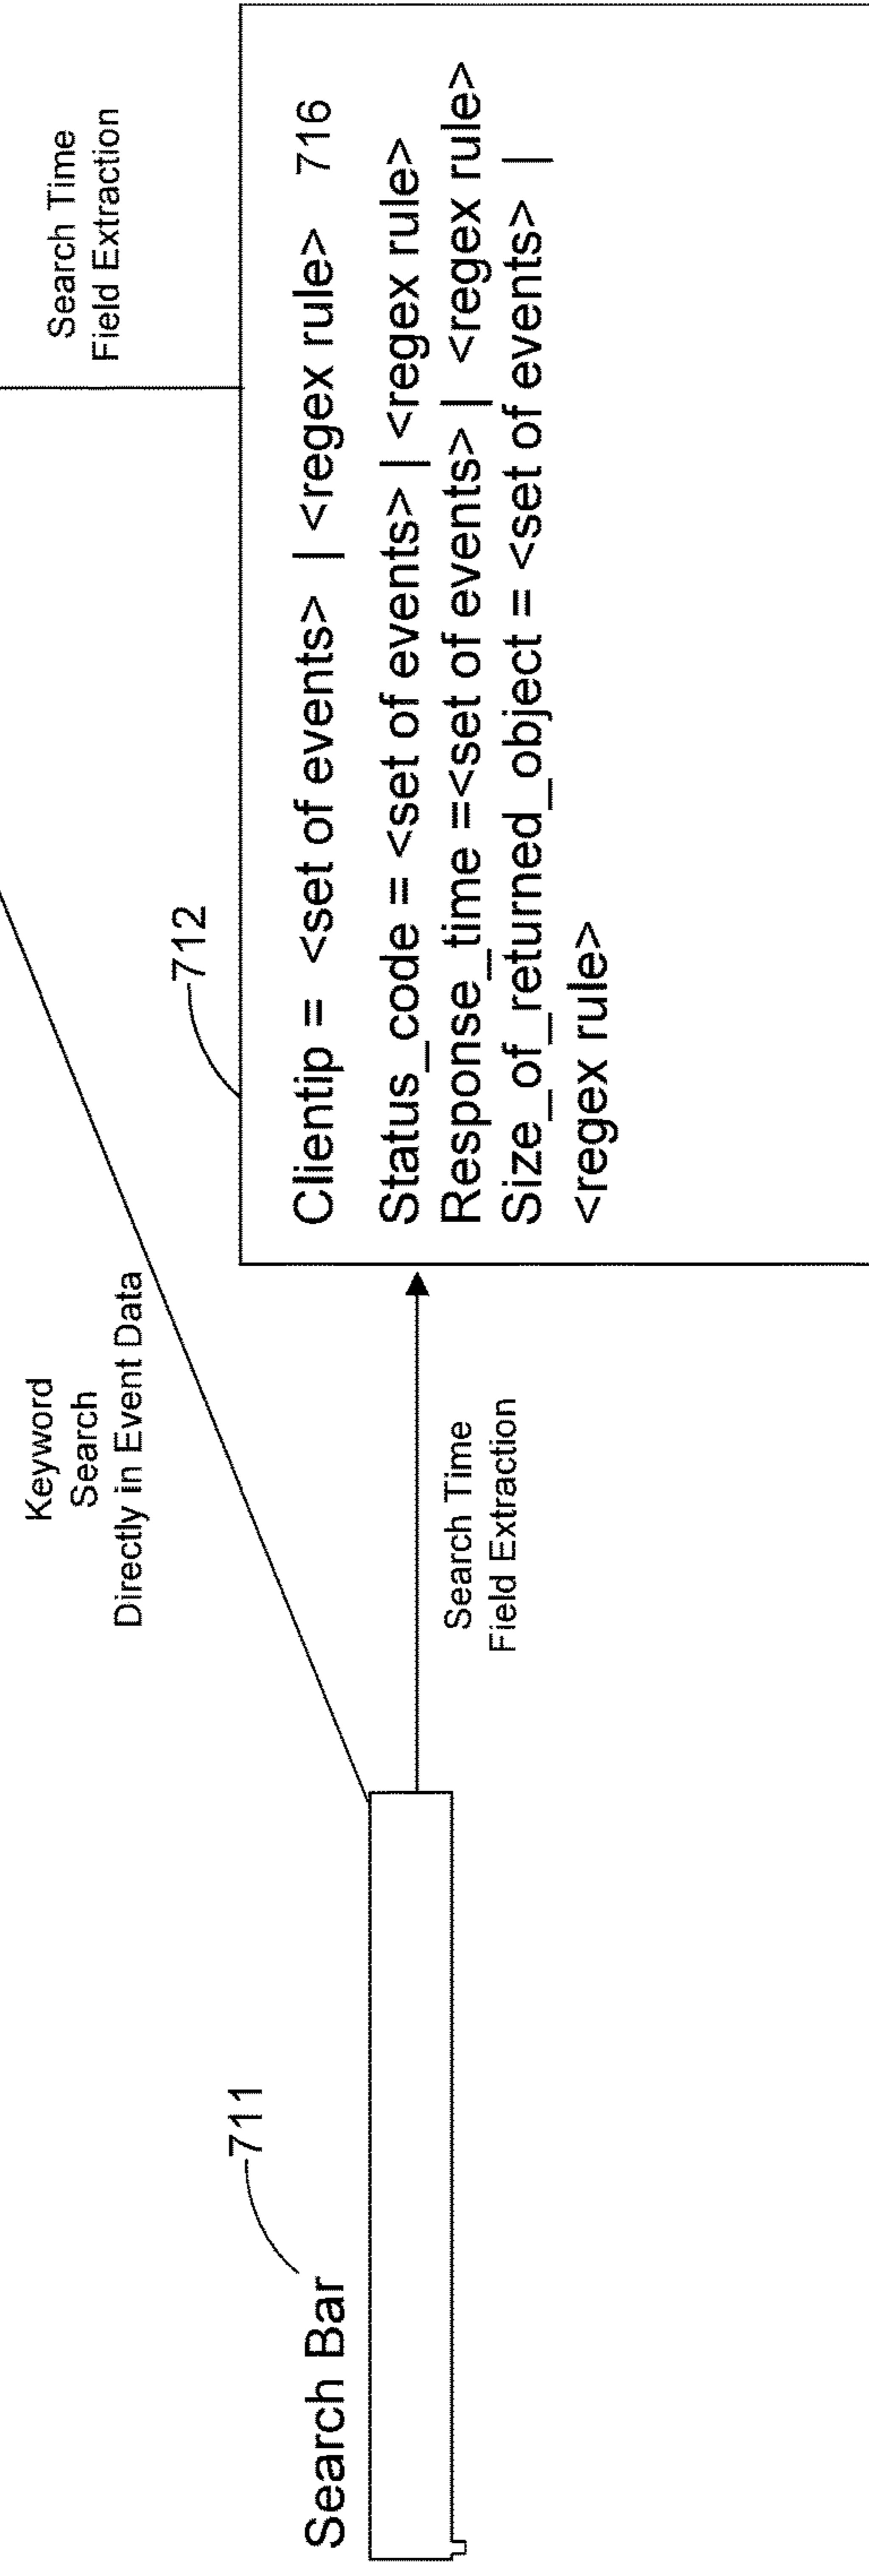 Search Time
Field Extraction
Keyword
Search
Directly in Event Data
712
Clientip = <set of events> | <regex rule> 716
Status_code = <set of events> | <regex rule>
Response_time =<set of events> | <regex rule>
Size_of_returned_object = <set of events> |
<regex rule>
711
Search Bar
Search Time
Field Extraction